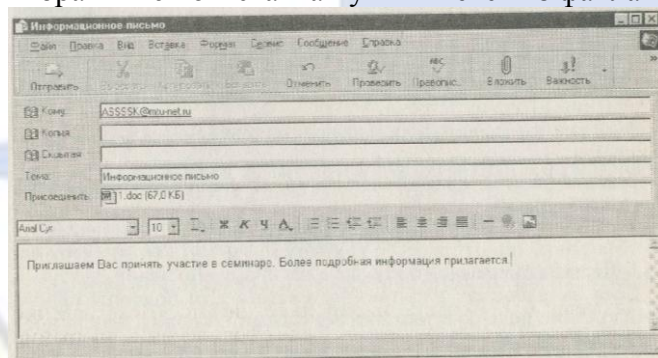 Информационное письмо
Файл Правка Вид Вставка Формат Сервис Сообщение Справка
Отправить Отменить Проверить Правопис... Вложить Важность
Кому: ASSSSK@mcu-net.ru
Копия:
Скрытая:
Тема: Информационное письмо
Присоединить: 1.doc (67,0 КБ)
Arial Cyr 10 Ж К Ч А
Приглашаем Вас принять участие в семинаре. Более подробная информация прилагается